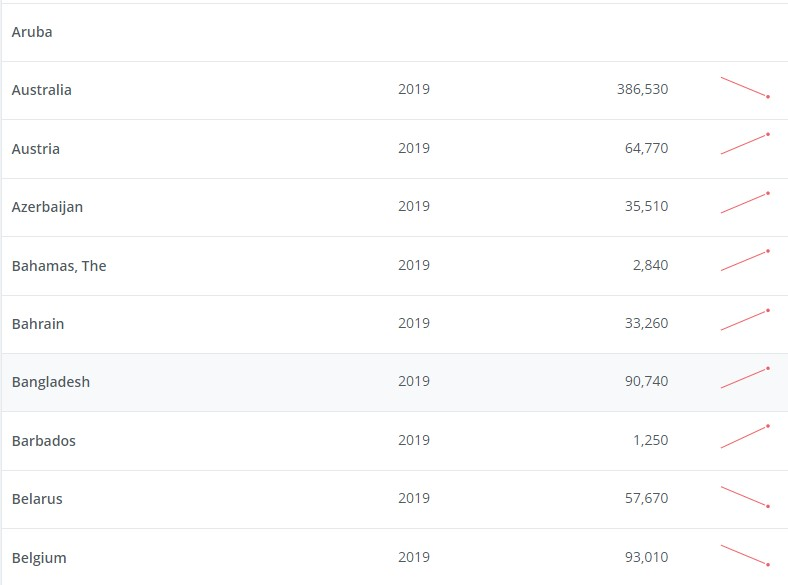 Aruba
Australia 2019 386,530
Austria 2019 64,770
Azerbaijan 2019 35,510
Bahamas, The 2019 2,840
Bahrain 2019 33,260
Bangladesh 2019 90,740
Barbados 2019 1,250
Belarus 2019 57,670
Belgium 2019 93,010